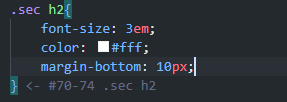 .sec h2{
font-size: 3em;
color: #fff;
margin-bottom: 10px;
} <- #70-74 .sec h2